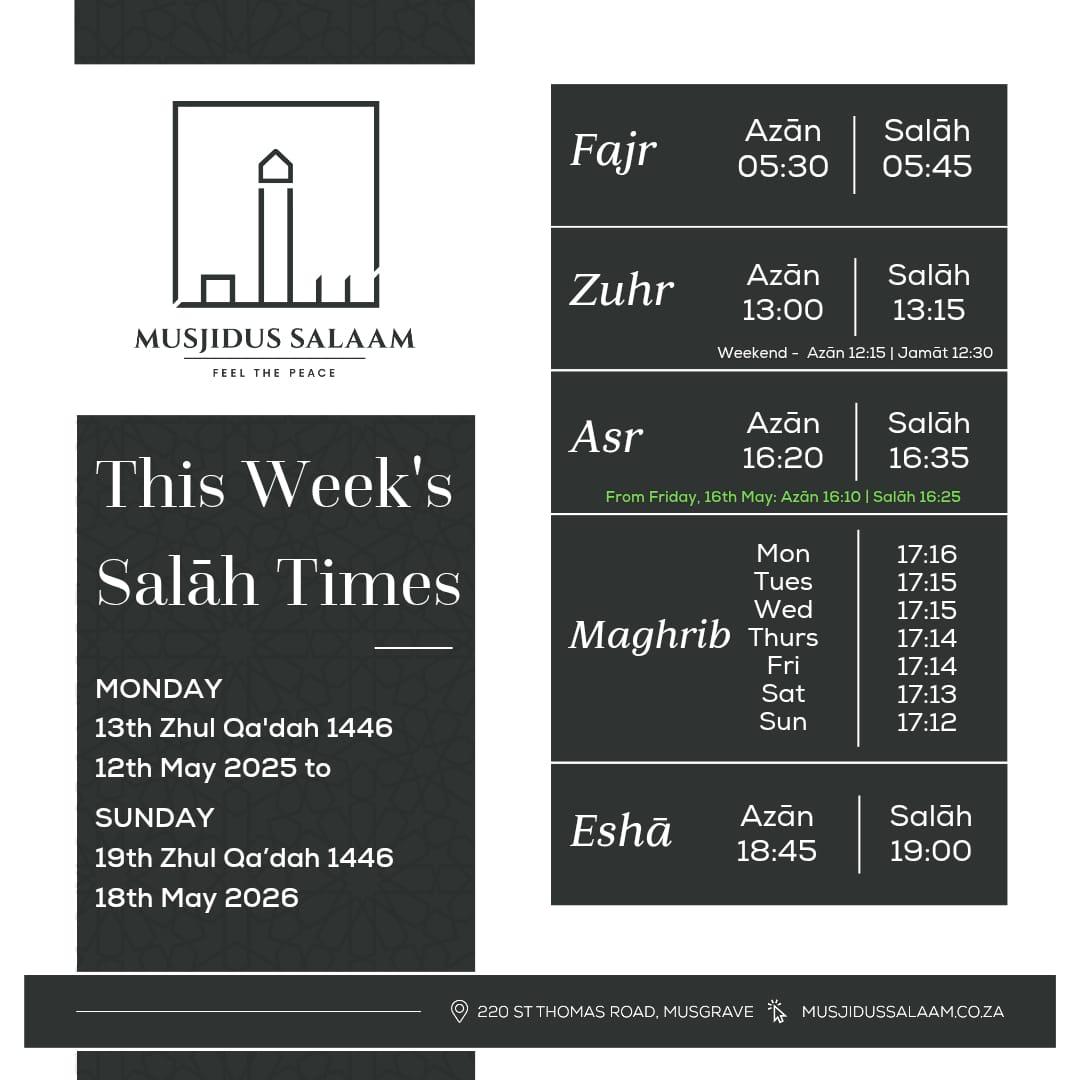 MUSJIDUS SALAAM
FEEL THE PEACE
This Week's
Salāh Times
MONDAY
13th Zhul Qa'dah 1446
12th May 2025 to
SUNDAY
19th Zhul Qa’dah 1446
18th May 2026
Fajr
Azān Salāh
05:30 05:45
Zuhr
Azān Salāh
13:00 13:15
Weekend - Azān 12:15 | Jamāt 12:30
Asr
Azān Salāh
16:20 16:35
From Friday, 16th May: Azān 16:10 | Salāh 16:25
Maghrib
Mon 17:16
Tues 17:15
Wed 17:15
Thurs 17:14
Fri 17:14
Sat 17:13
Sun 17:12
Eshā
Azān Salāh
18:45 19:00
220 ST THOMAS ROAD, MUSGRAVE MUSJIDUSSALAAM.CO.ZA